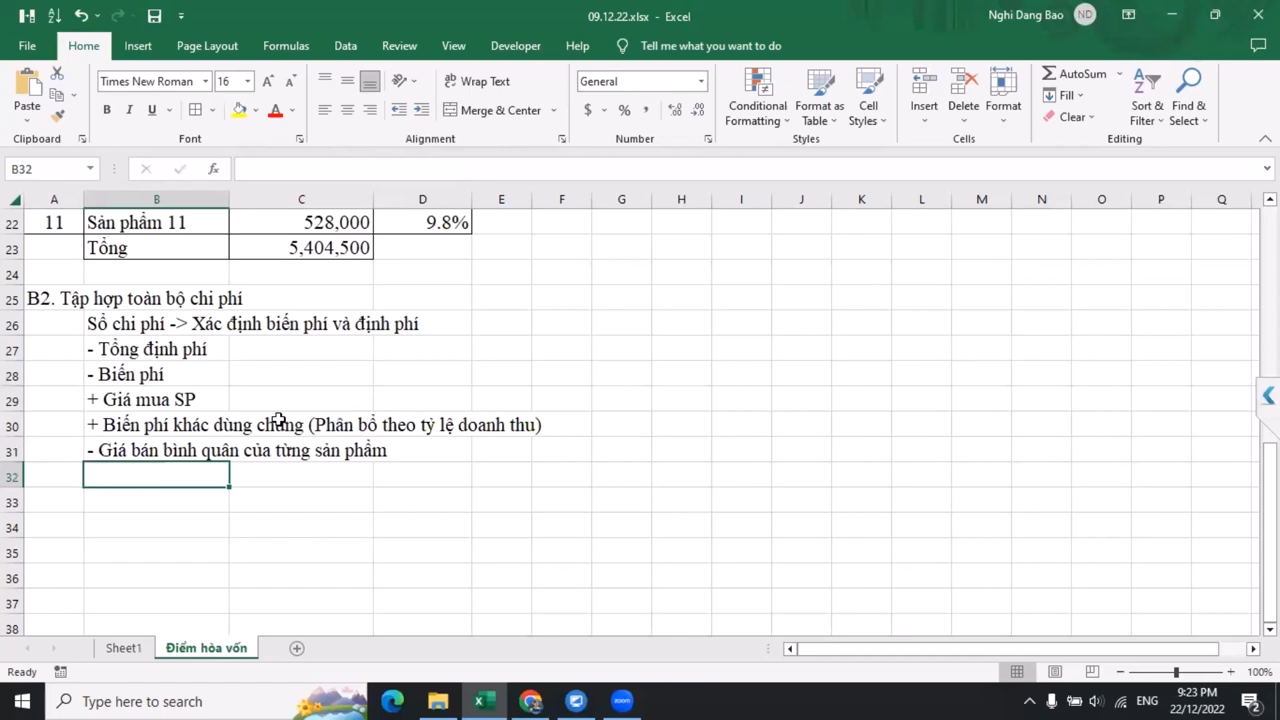 09.12.22.xlsx - Excel
Nghi Dang Bao ND
File Home Insert Page Layout Formulas Data Review View Developer Help Tell me what you want to do
Paste
Clipboard
Times New Roman 16
B I U
Font
Wrap Text
Merge & Center
Alignment
General
$ % ,
Number
Conditional Formatting
Format as Table
Cell Styles
Styles
Insert Delete Format
Cells
AutoSum
Fill
Clear
Sort & Filter
Find & Select
Editing
B32 fx
A B C D E F G H I J K L M N O P Q
22 11 Sản phẩm 11 528,000 9.8%
23 Tổng 5,404,500
24
25 B2. Tập hợp toàn bộ chi phí
26 Sổ chi phí -> Xác định biến phí và định phí
27 - Tổng định phí
28 - Biến phí
29 + Giá mua SP
30 + Biến phí khác dùng chung (Phân bổ theo tỷ lệ doanh thu)
31 - Giá bán bình quân của từng sản phẩm
32
33
34
35
36
37
38
Sheet1 Điểm hòa vốn
Ready 100%
Type here to search
zoom
ENG
9:23 PM
22/12/2022
2